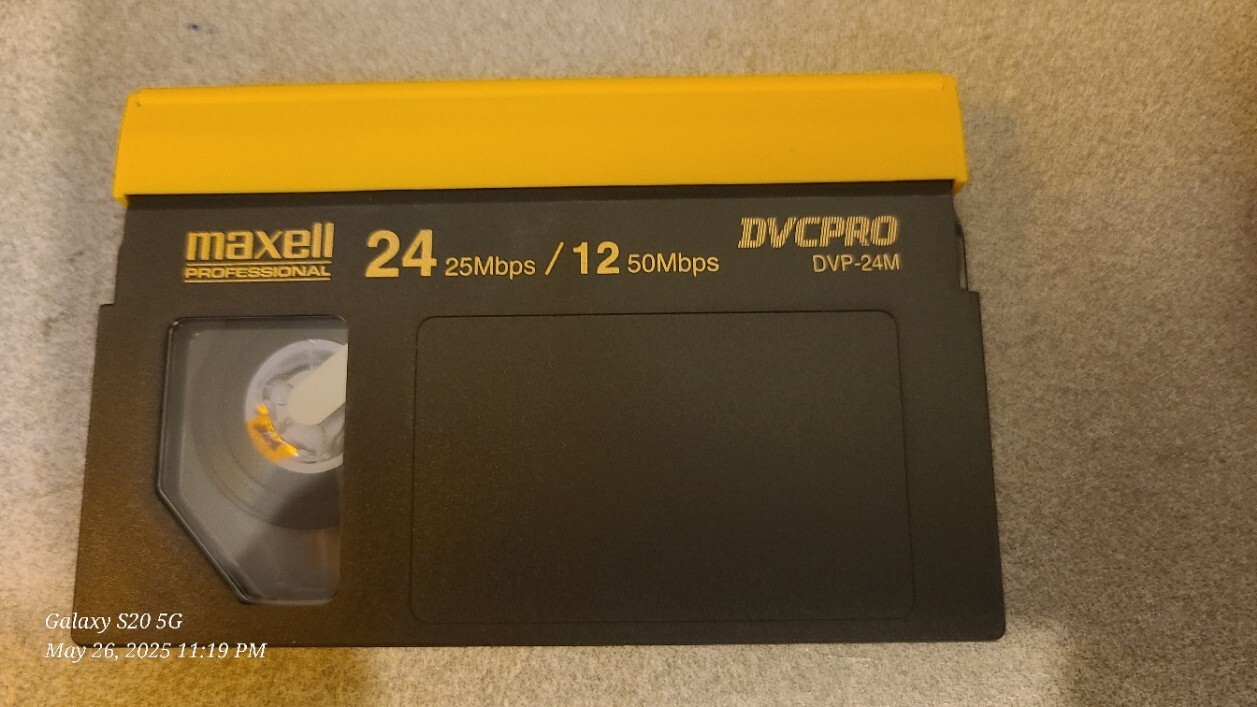 maxell
PROFESSIONAL
24 25Mbps / 12 50Mbps
DVCPRO
DVP-24M
Galaxy S20 5G
May 26, 2025 11:19 PM